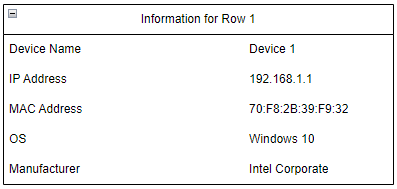 Information for Row 1
Device Name Device 1
IP Address 192.168.1.1
MAC Address 70:F8:2B:39:F9:32
OS Windows 10
Manufacturer Intel Corporate